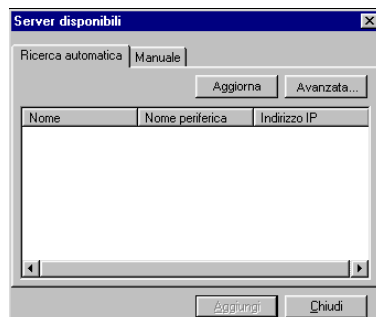 Server disponibili
Ricerca automatica Manuale
Aggiorna Avanzata...
Nome Nome periferica Indirizzo IP
Aggiungi Chiudi